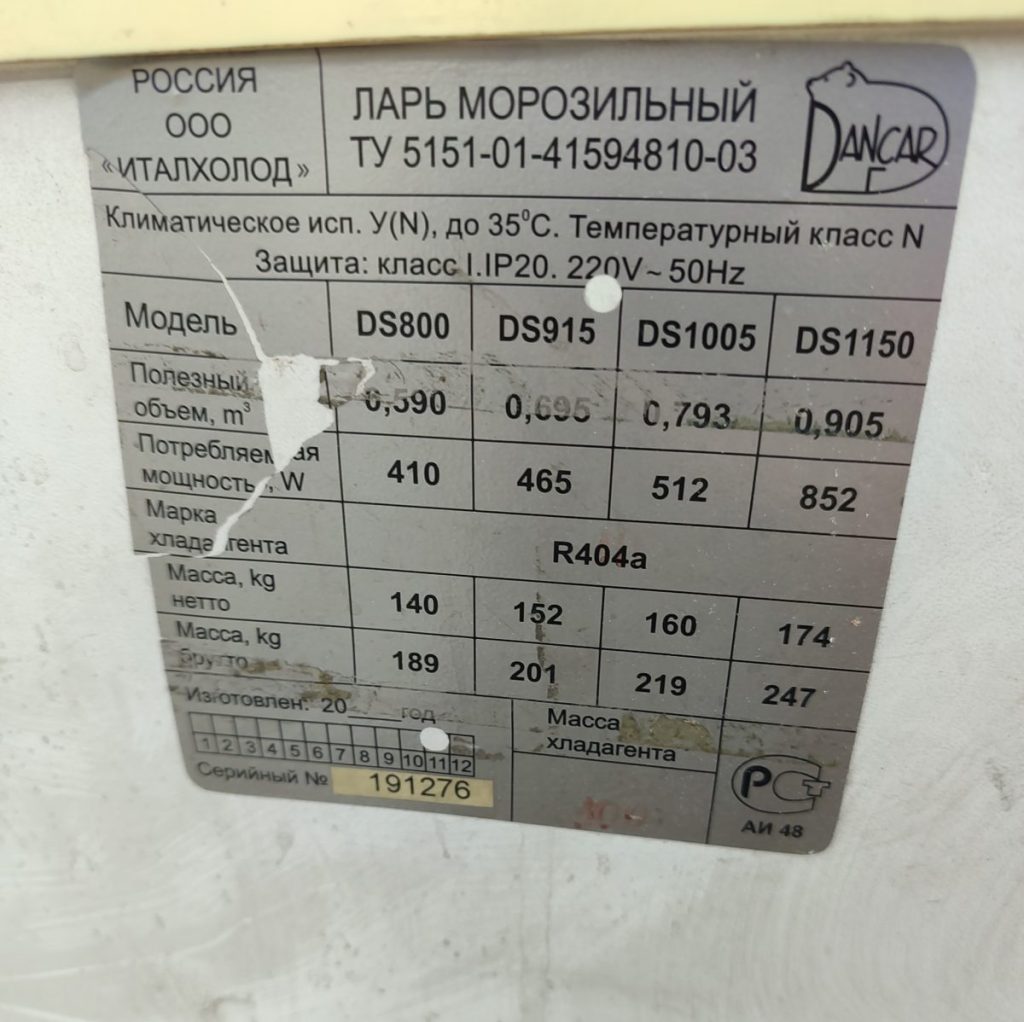 РОССИЯ
ООО
«ИТАЛХОЛОД»
ЛАРЬ МОРОЗИЛЬНЫЙ
ТУ 5151-01-41594810-03
DANCAR
Климатическое исп. У(N), до 35⁰С. Температурный класс N
Защита: класс I.IP20. 220V~50Hz
Модель DS800 DS915 DS1005 DS1150
Полезный
объем, m³ 0,590 0,695 0,793 0,905
Потребляемая
мощность, W 410 465 512 852
Марка
хладагента R404a
Масса, kg
нетто 140 152 160 174
Масса, kg
брутто 189 201 219 247
Изготовлен: 20____год
1 2 3 4 5 6 7 8 9 10 11 12
Серийный № 191276
Масса
хладагента
РСТ
АИ 48